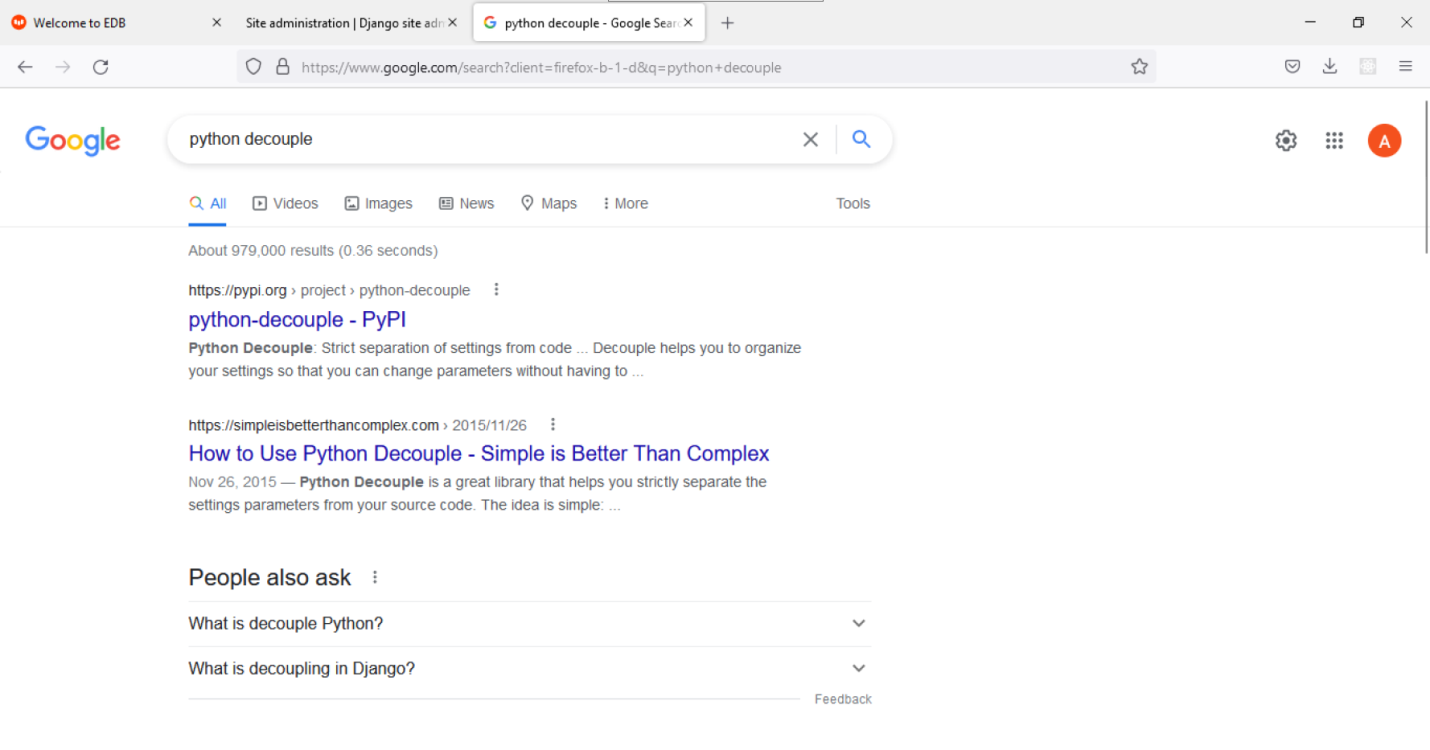 Welcome to EDB
Site administration | Django site adm
python decouple - Google Sear
https://www.google.com/search?client=firefox-b-1-d&q=python+decouple
Google
python decouple
A
All
Videos
Images
News
Maps
More
Tools
About 979,000 results (0.36 seconds)
https://pypi.org › project › python-decouple
python-decouple - PyPI
Python Decouple: Strict separation of settings from code ... Decouple helps you to organize
your settings so that you can change parameters without having to ...
https://simpleisbetterthancomplex.com › 2015/11/26
How to Use Python Decouple - Simple is Better Than Complex
Nov 26, 2015 — Python Decouple is a great library that helps you strictly separate the
settings parameters from your source code. The idea is simple: ...
People also ask
What is decouple Python?
What is decoupling in Django?
Feedback